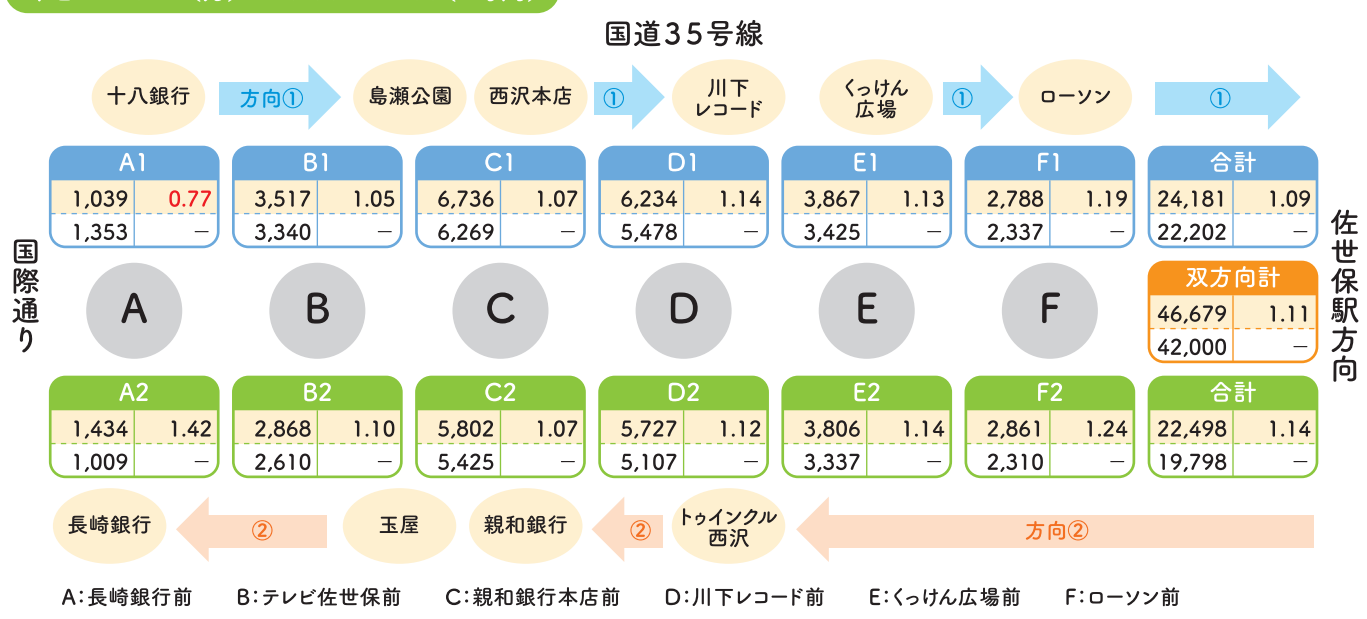 国道35号線
十八銀行 方向① 島瀬公園 西沢本店 ① 川下 くっけん ① ローソン ①
レコード 広場
A1 B1 C1 D1 E1 F1 合計
1,039 0.77 3,517 1.05 6,736 1.07 6,234 1.14 3,867 1.13 2,788 1.19 24,181 1.09
1,353 – 3,340 – 6,269 – 5,478 – 3,425 – 2,337 – 22,202 –
国際通り
佐世保駅方向
双方向計
A B C D E F
46,679 1.11
42,000 –
A2 B2 C2 D2 E2 F2 合計
1,434 1.42 2,868 1.10 5,802 1.07 5,727 1.12 3,806 1.14 2,861 1.24 22,498 1.14
1,009 – 2,610 – 5,425 – 5,107 – 3,337 – 2,310 – 19,798 –
長崎銀行 ② 玉屋 親和銀行 ② トゥインクル 方向②
西沢
A:長崎銀行前 B:テレビ佐世保前 C:親和銀行本店前 D:川下レコード前 E:くっけん広場前 F:ローソン前